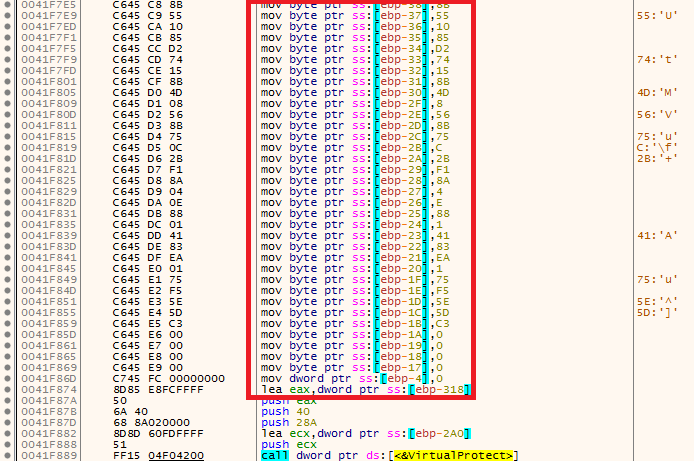 0041F7E5 C645 C8 8B mov byte ptr ss:[ebp-38],8B
0041F7E9 C645 C9 55 mov byte ptr ss:[ebp-37],55 55:'U'
0041F7ED C645 CA 10 mov byte ptr ss:[ebp-36],10
0041F7F1 C645 CB 85 mov byte ptr ss:[ebp-35],85
0041F7F5 C645 CC D2 mov byte ptr ss:[ebp-34],D2
0041F7F9 C645 CD 74 mov byte ptr ss:[ebp-33],74 74:'t'
0041F7FD C645 CE 15 mov byte ptr ss:[ebp-32],15
0041F801 C645 CF 8B mov byte ptr ss:[ebp-31],8B
0041F805 C645 D0 4D mov byte ptr ss:[ebp-30],4D 4D:'M'
0041F809 C645 D1 08 mov byte ptr ss:[ebp-2F],8
0041F80D C645 D2 56 mov byte ptr ss:[ebp-2E],56 56:'V'
0041F811 C645 D3 8B mov byte ptr ss:[ebp-2D],8B
0041F815 C645 D4 75 mov byte ptr ss:[ebp-2C],75 75:'u'
0041F819 C645 D5 0C mov byte ptr ss:[ebp-2B],C C:'\f'
0041F81D C645 D6 2B mov byte ptr ss:[ebp-2A],2B 2B:'+'
0041F821 C645 D7 F1 mov byte ptr ss:[ebp-29],F1
0041F825 C645 D8 8A mov byte ptr ss:[ebp-28],8A
0041F829 C645 D9 04 mov byte ptr ss:[ebp-27],4
0041F82D C645 DA 0E mov byte ptr ss:[ebp-26],E
0041F831 C645 DB 88 mov byte ptr ss:[ebp-25],88
0041F835 C645 DC 01 mov byte ptr ss:[ebp-24],1
0041F839 C645 DD 41 mov byte ptr ss:[ebp-23],41 41:'A'
0041F83D C645 DE 83 mov byte ptr ss:[ebp-22],83
0041F841 C645 DF EA mov byte ptr ss:[ebp-21],EA
0041F845 C645 E0 01 mov byte ptr ss:[ebp-20],1
0041F849 C645 E1 75 mov byte ptr ss:[ebp-1F],75 75:'u'
0041F84D C645 E2 F5 mov byte ptr ss:[ebp-1E],F5
0041F851 C645 E3 5E mov byte ptr ss:[ebp-1D],5E 5E:'^'
0041F855 C645 E4 5D mov byte ptr ss:[ebp-1C],5D 5D:']'
0041F859 C645 E5 C3 mov byte ptr ss:[ebp-1B],C3
0041F85D C645 E6 00 mov byte ptr ss:[ebp-1A],0
0041F861 C645 E7 00 mov byte ptr ss:[ebp-19],0
0041F865 C645 E8 00 mov byte ptr ss:[ebp-18],0
0041F869 C645 E9 00 mov byte ptr ss:[ebp-17],0
0041F86D C745 FC 00000000 mov dword ptr ss:[ebp-4],0
0041F874 8D85 E8FCFFFF lea eax,dword ptr ss:[ebp-318]
0041F87A 50 push eax
0041F87B 6A 40 push 40
0041F87D 68 8A020000 push 28A
0041F882 8D8D 60FDFFFF lea ecx,dword ptr ss:[ebp-2A0]
0041F888 51 push ecx
0041F889 FF15 04F04200 call dword ptr ds:[<&VirtualProtect>]